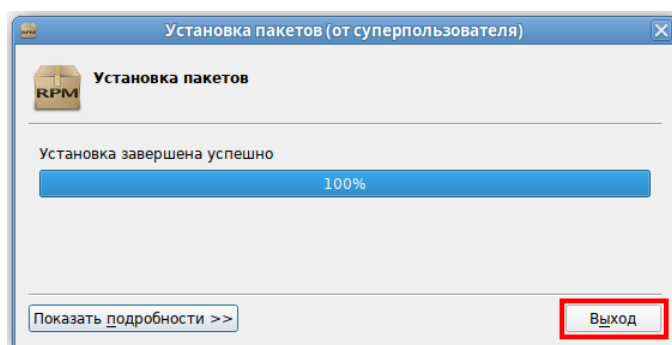 Установка пакетов (от суперпользователя)
RPM
Установка пакетов
Установка завершена успешно
100%
Показать подробности >>
Выход